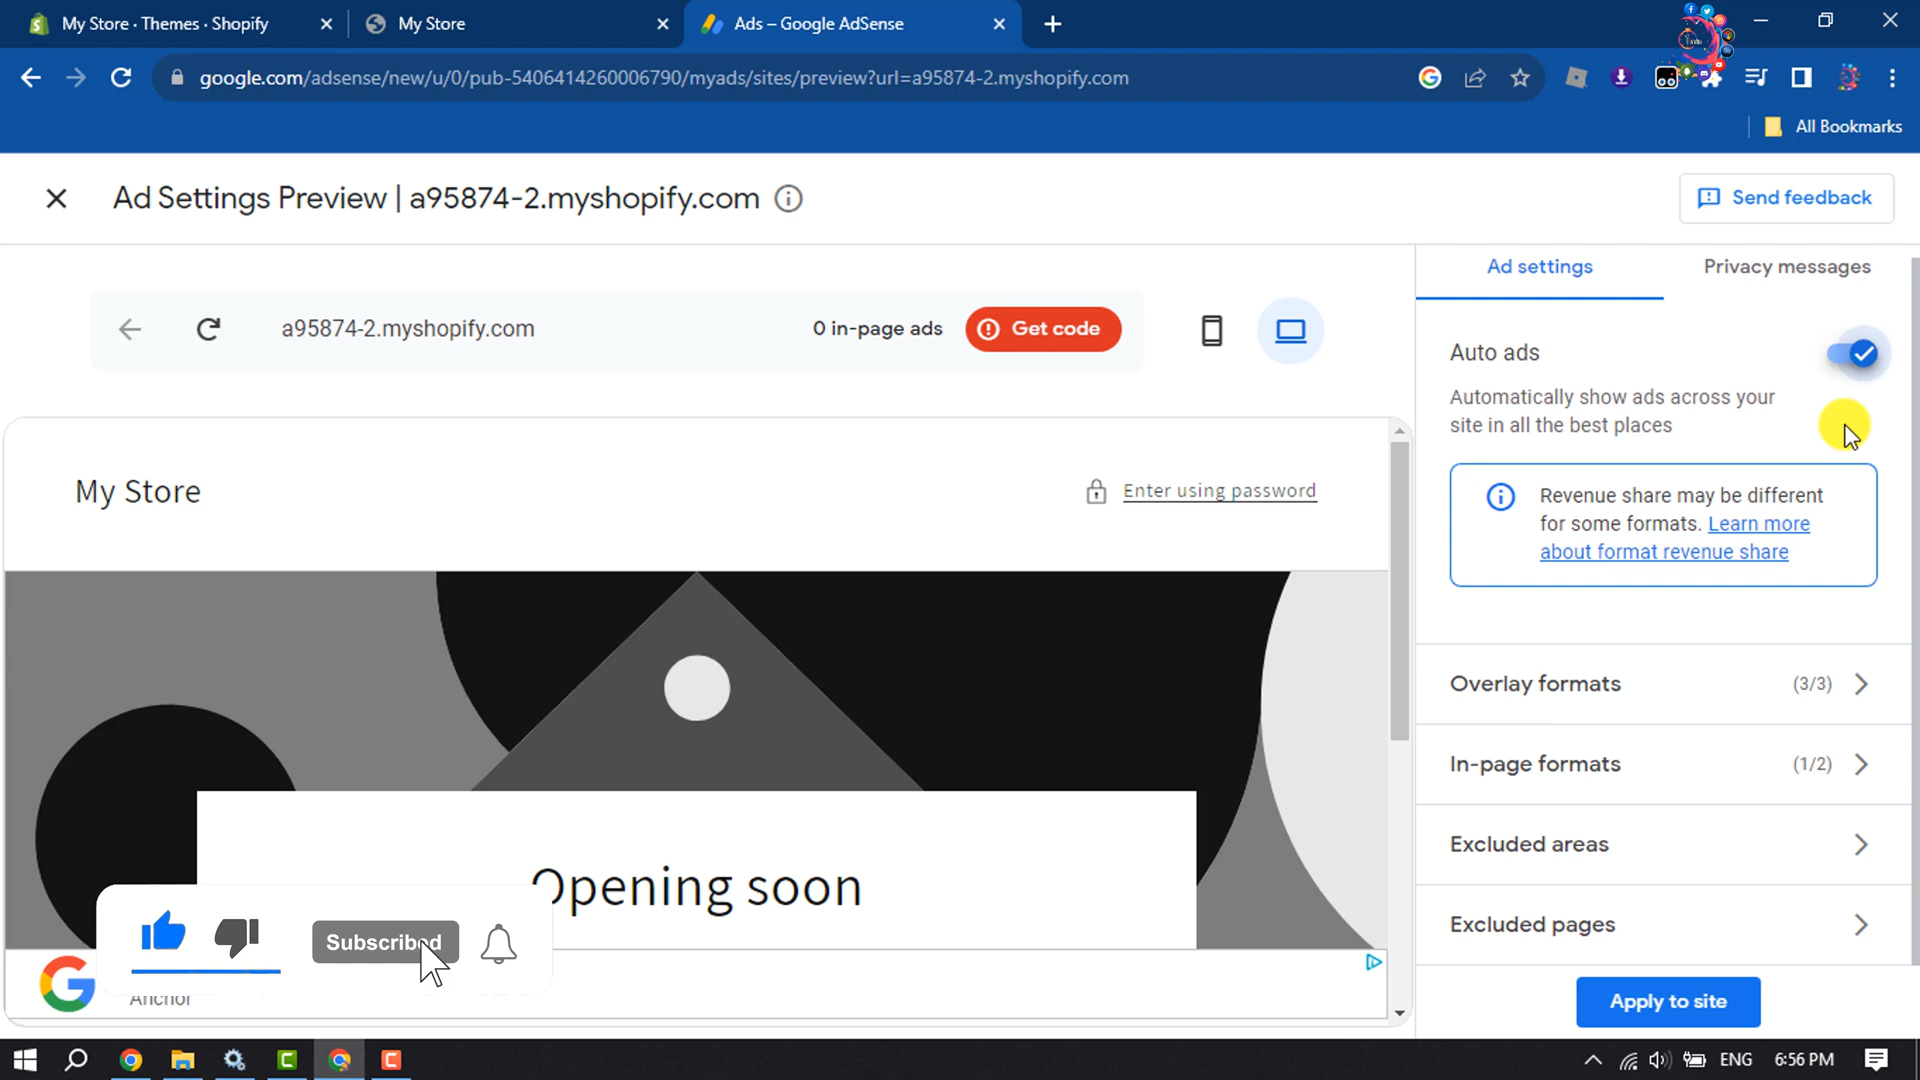 My Store · Themes · Shopify
My Store
Ads – Google AdSense
google.com/adsense/new/u/0/pub-5406414260006790/myads/sites/preview?url=a95874-2.myshopify.com
All Bookmarks
Ad Settings Preview | a95874-2.myshopify.com
Send feedback
Ad settings
Privacy messages
a95874-2.myshopify.com
0 in-page ads
Get code
Auto ads
Automatically show ads across your
site in all the best places
Revenue share may be different
for some formats. Learn more
about format revenue share
My Store
Enter using password
Overlay formats
(3/3)
In-page formats
(1/2)
Excluded areas
Excluded pages
Opening soon
Subscribed
Anchor
Apply to site
ENG
6:56 PM